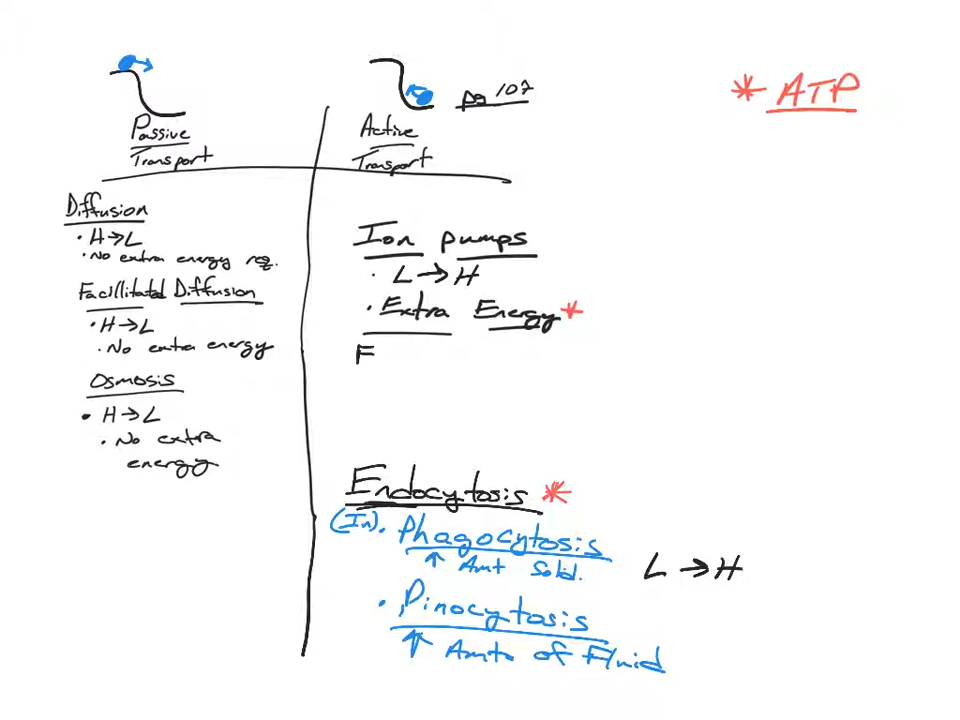 Passive
Transport
Diffusion
• H→L
• No extra energy req.
Facillitated Diffusion
• H→L
• No extra energy
Osmosis
• H→L
• No extra
energy
Active
Transport
pg 107
Ion pumps
• L→H
• Extra Energy*
F
Endocytosis *
(In). Phagocytosis
↑ Amt Solid.
L→H
• Pinocytosis
↑ Amts of Fluid
* ATP